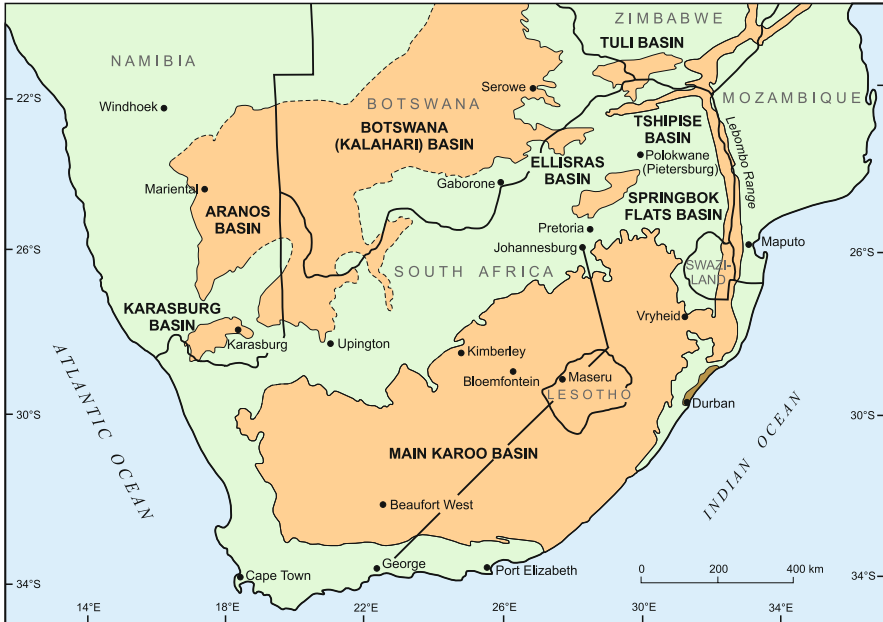 ZIMBABWE
TULI BASIN
NAMIBIA
Serowe
22°S
Windhoek
BOTSWANA
MOZAMBIQUE
BOTSWANA
(KALAHARI) BASIN
TSHIPISE
BASIN
Lebombo Range
ELLISRAS
BASIN
Polokwane
(Pietersburg)
Mariental
Gaborone
ARANOS
BASIN
SPRINGBOK
FLATS BASIN
Pretoria
26°S
Johannesburg
Maputo
26°S
SOUTH AFRICA
SWAZI-
LAND
KARASBURG
BASIN
Vryheid
Karasburg
Upington
Kimberley
Bloemfontein
Maseru
LESOTHO
ATLANTIC OCEAN
30°S
Durban
30°S
INDIAN OCEAN
MAIN KAROO BASIN
Beaufort West
George
Port Elizabeth
Cape Town
34°S
0
200
400 km
34°S
14°E
18°E
22°E
26°E
30°E
34°E